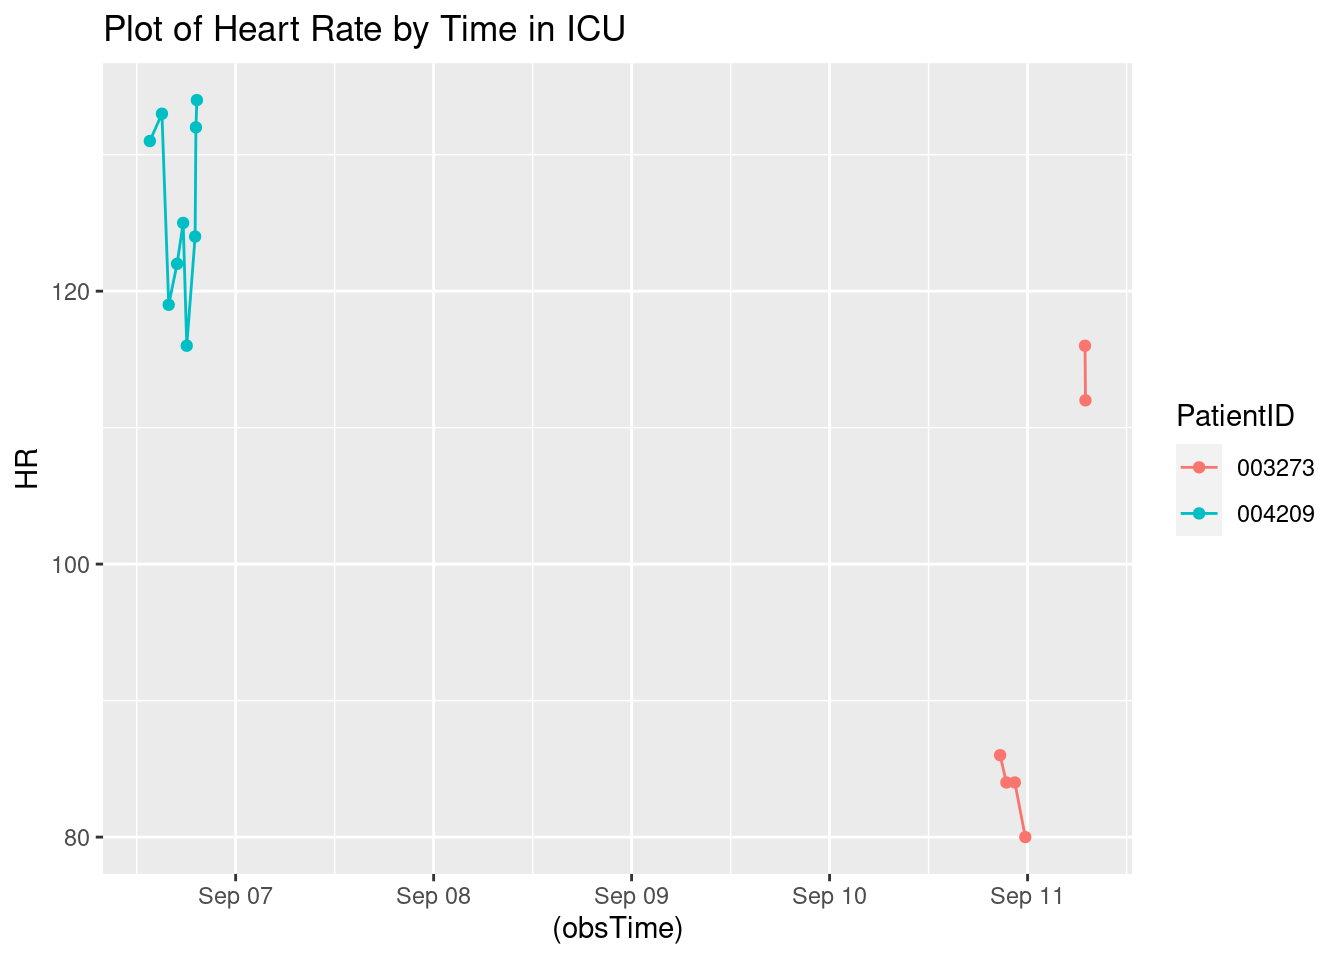 Plot of Heart Rate by Time in ICU
HR
120
100
80
Sep 07 Sep 08 Sep 09 Sep 10 Sep 11
(obsTime)
PatientID
003273
004209